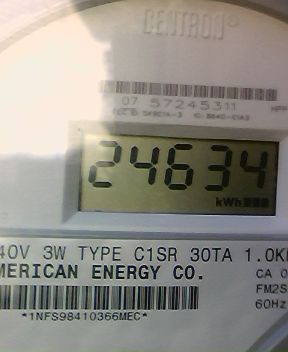 CENTRON®
07 57245311
24634
kWh
40V 3W TYPE C1SR 30TA 1.0K
MERICAN ENERGY CO.
CA 0
FM2S
60Hz
*1NFS98410366MEC*